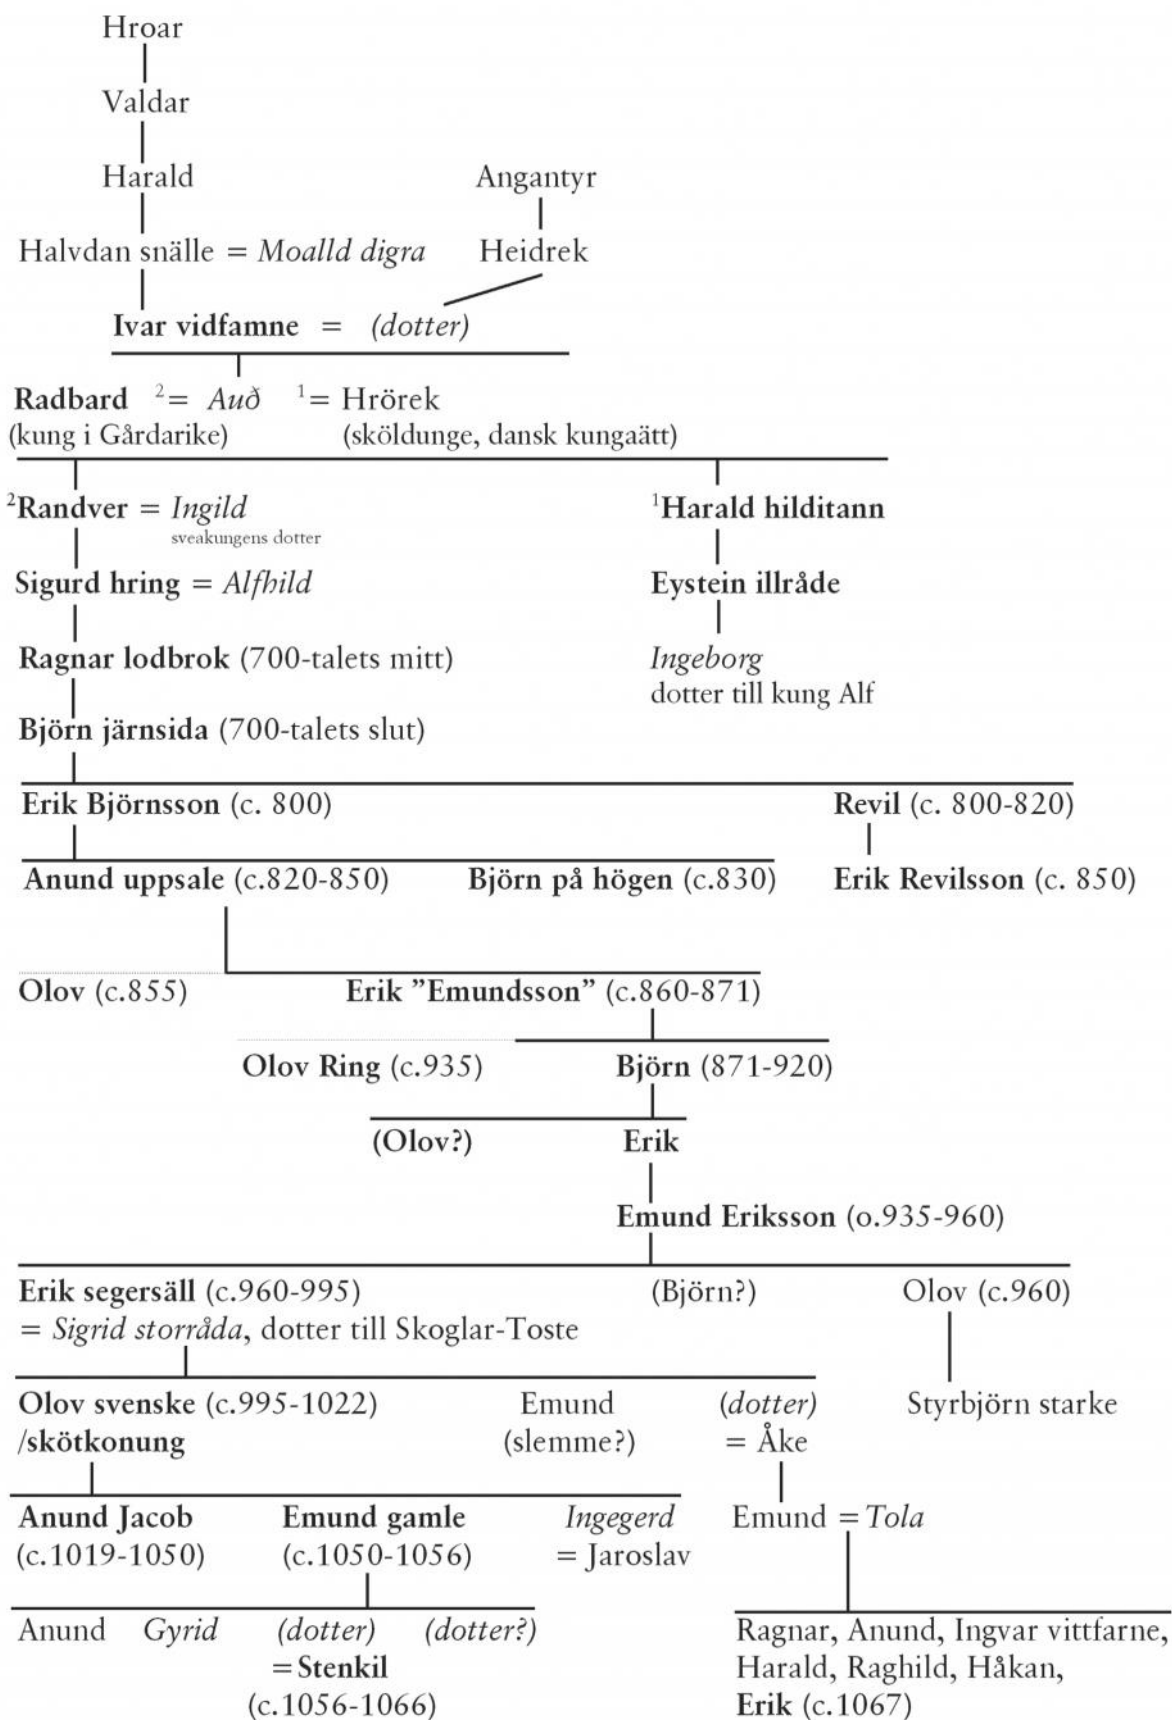 Hroar
Valdar
Harald Angantyr
Halvdan snälle = Moalld digra Heidrek
Ivar vidfamne = (dotter)
Radbard ²= Auð ¹= Hrörek
(kung i Gårdarike) (sköldunge, dansk kungaätt)
²Randver = Ingild ¹Harald hilditann
sveakungens dotter
Sigurd hring = Alfhild Eystein illråde
Ragnar lodbrok (700-talets mitt) Ingeborg
dotter till kung Alf
Björn järnsida (700-talets slut)
Erik Björnsson (c. 800) Revil (c. 800-820)
Anund uppsale (c.820-850) Björn på högen (c.830) Erik Revilsson (c. 850)
Olov (c.855) Erik ”Emundsson” (c.860-871)
Olov Ring (c.935) Björn (871-920)
(Olov?) Erik
Emund Eriksson (o.935-960)
Erik segersäll (c.960-995) (Björn?) Olov (c.960)
= Sigrid storråda, dotter till Skoglar-Toste
Olov svenske (c.995-1022) Emund (dotter) Styrbjörn starke
/skötkonung (slemme?) = Åke
Anund Jacob Emund gamle Ingegerd Emund = Tola
(c.1019-1050) (c.1050-1056) = Jaroslav
Anund Gyrid (dotter) (dotter?) Ragnar, Anund, Ingvar vittfarne,
= Stenkil Harald, Raghild, Håkan,
(c.1056-1066) Erik (c.1067)